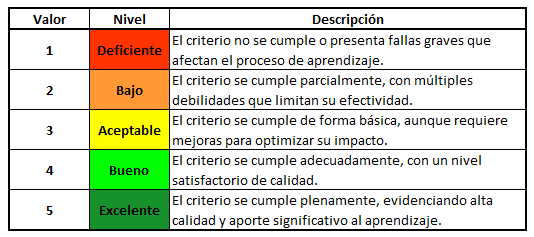 Valor Nivel Descripción
1 Deficiente El criterio no se cumple o presenta fallas graves que
afectan el proceso de aprendizaje.
2 Bajo El criterio se cumple parcialmente, con múltiples
debilidades que limitan su efectividad.
3 Aceptable El criterio se cumple de forma básica, aunque requiere
mejoras para optimizar su impacto.
4 Bueno El criterio se cumple adecuadamente, con un nivel
satisfactorio de calidad.
5 Excelente El criterio se cumple plenamente, evidenciando alta
calidad y aporte significativo al aprendizaje.